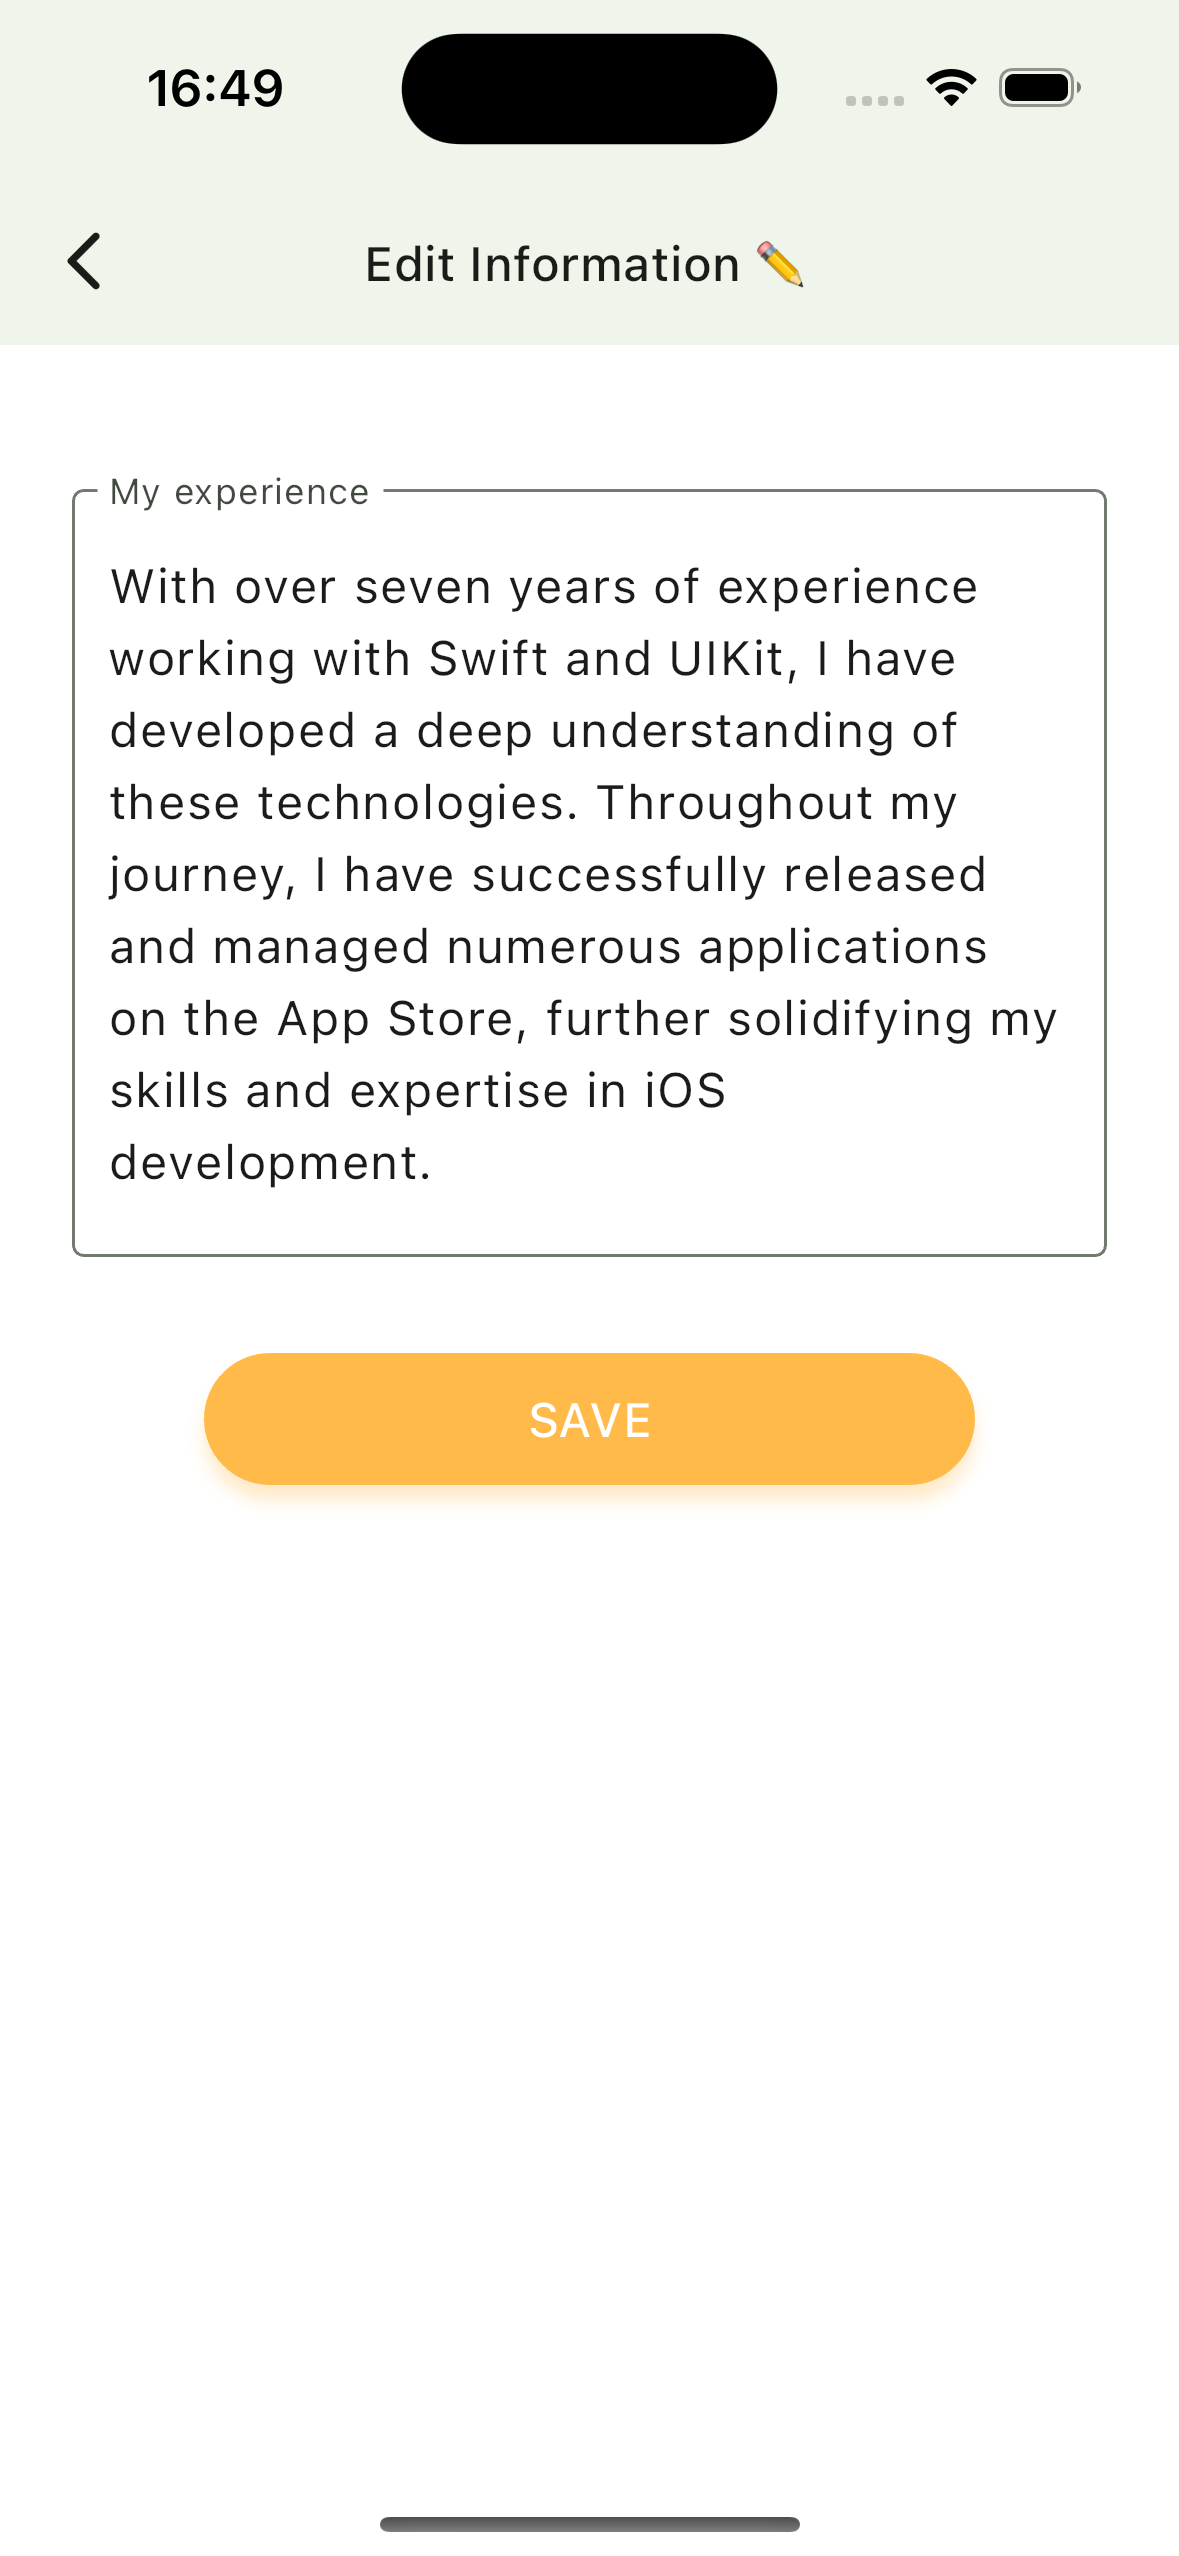 16:49
Edit Information ✏️
My experience
With over seven years of experience
working with Swift and UIKit, I have
developed a deep understanding of
these technologies. Throughout my
journey, I have successfully released
and managed numerous applications
on the App Store, further solidifying my
skills and expertise in iOS
development.
SAVE